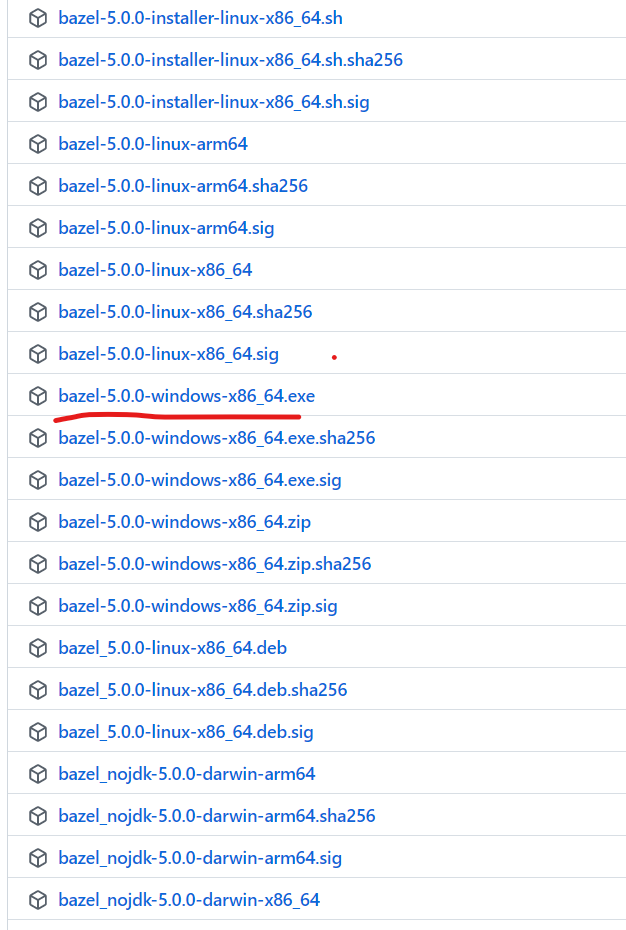 bazel-5.0.0-installer-linux-x86_64.sh
bazel-5.0.0-installer-linux-x86_64.sh.sha256
bazel-5.0.0-installer-linux-x86_64.sh.sig
bazel-5.0.0-linux-arm64
bazel-5.0.0-linux-arm64.sha256
bazel-5.0.0-linux-arm64.sig
bazel-5.0.0-linux-x86_64
bazel-5.0.0-linux-x86_64.sha256
bazel-5.0.0-linux-x86_64.sig
bazel-5.0.0-windows-x86_64.exe
bazel-5.0.0-windows-x86_64.exe.sha256
bazel-5.0.0-windows-x86_64.exe.sig
bazel-5.0.0-windows-x86_64.zip
bazel-5.0.0-windows-x86_64.zip.sha256
bazel-5.0.0-windows-x86_64.zip.sig
bazel_5.0.0-linux-x86_64.deb
bazel_5.0.0-linux-x86_64.deb.sha256
bazel_5.0.0-linux-x86_64.deb.sig
bazel_nojdk-5.0.0-darwin-arm64
bazel_nojdk-5.0.0-darwin-arm64.sha256
bazel_nojdk-5.0.0-darwin-arm64.sig
bazel_nojdk-5.0.0-darwin-x86_64